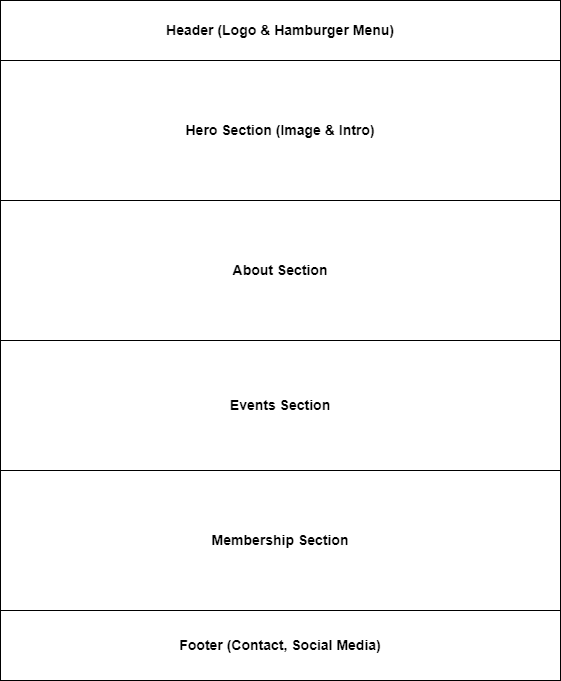 Header (Logo & Hamburger Menu)
Hero Section (Image & Intro)
About Section
Events Section
Membership Section
Footer (Contact, Social Media)